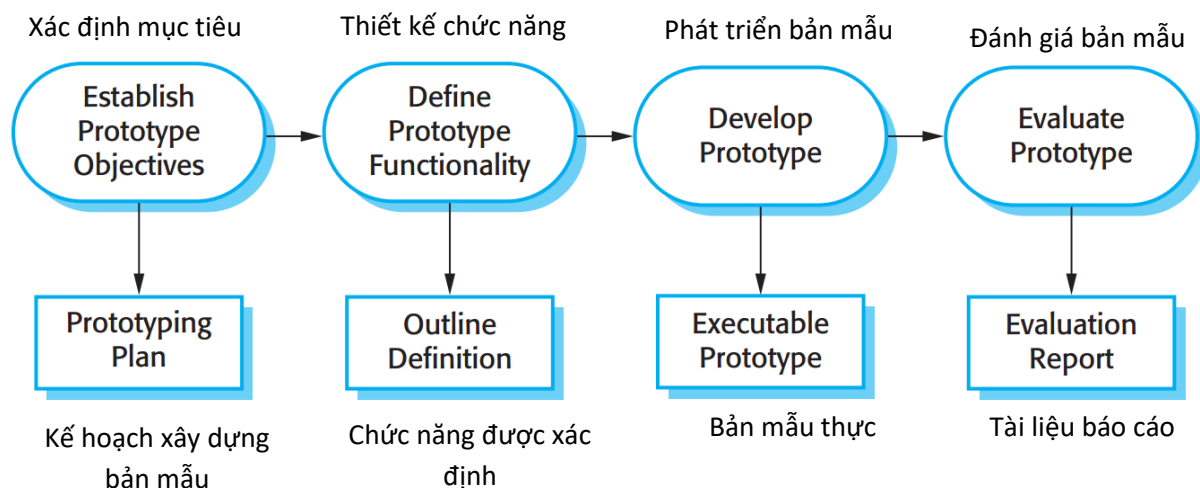 Xác định mục tiêu
Thiết kế chức năng
Phát triển bản mẫu
Đánh giá bản mẫu
Establish
Prototype
Objectives
Define
Prototype
Functionality
Develop
Prototype
Evaluate
Prototype
Prototyping
Plan
Outline
Definition
Executable
Prototype
Evaluation
Report
Kế hoạch xây dựng
bản mẫu
Chức năng được xác
định
Bản mẫu thực
Tài liệu báo cáo